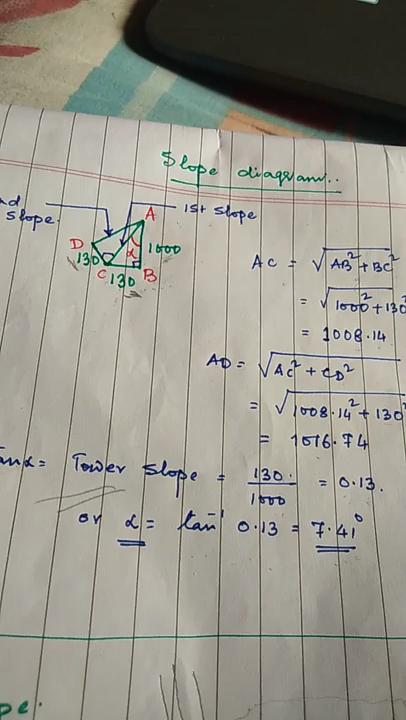 Slope diagram..
A
1st slope
slope.
D
130
α
1000
C
130
B
AC = √AB² + BC²
= √1000² + 130²
= 1008.14
AD = √AC² + CD²
= √1008.14² + 130²
= 1016.74
Tower slope = 130. / 1000 = 0.13.
or α = tan⁻¹ 0.13 = 7.41°